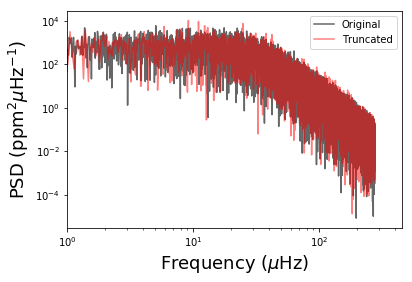 Original
Truncated
10⁴
10²
10⁰
10⁻²
10⁻⁴
PSD (ppm²μHz⁻¹)
10⁰ 10¹ 10²
Frequency (μHz)